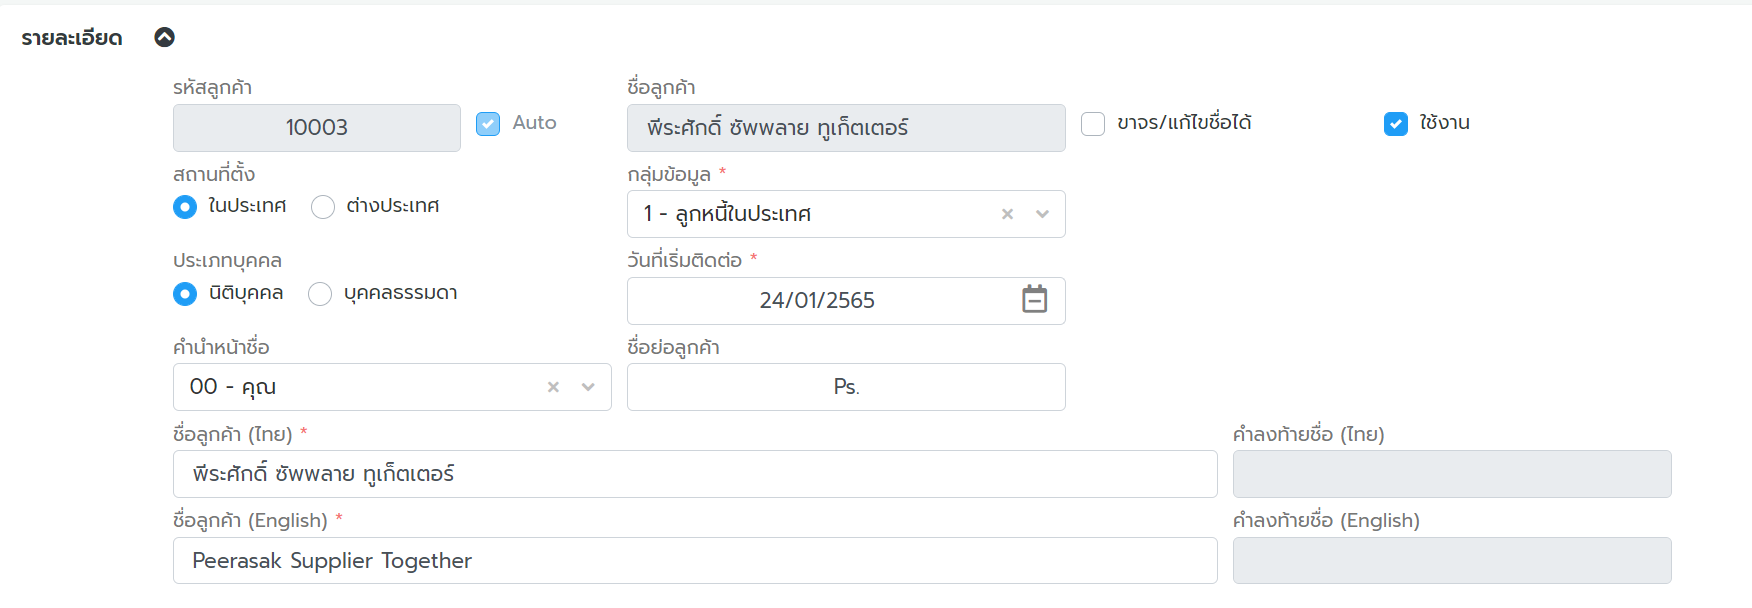 รายละเอียด
รหัสลูกค้า ชื่อลูกค้า
10003 Auto พีระศักดิ์ ซัพพลาย ทูเก็ตเตอร์ ขาจร/แก้ไขชื่อได้ ใช้งาน
สถานที่ตั้ง กลุ่มข้อมูล *
ในประเทศ ต่างประเทศ 1 - ลูกหนี้ในประเทศ
ประเภทบุคคล วันที่เริ่มติดต่อ *
นิติบุคคล บุคคลธรรมดา 24/01/2565
คำนำหน้าชื่อ ชื่อย่อลูกค้า
00 - คุณ Ps.
ชื่อลูกค้า (ไทย) * คำลงท้ายชื่อ (ไทย)
พีระศักดิ์ ซัพพลาย ทูเก็ตเตอร์
ชื่อลูกค้า (English) * คำลงท้ายชื่อ (English)
Peerasak Supplier Together